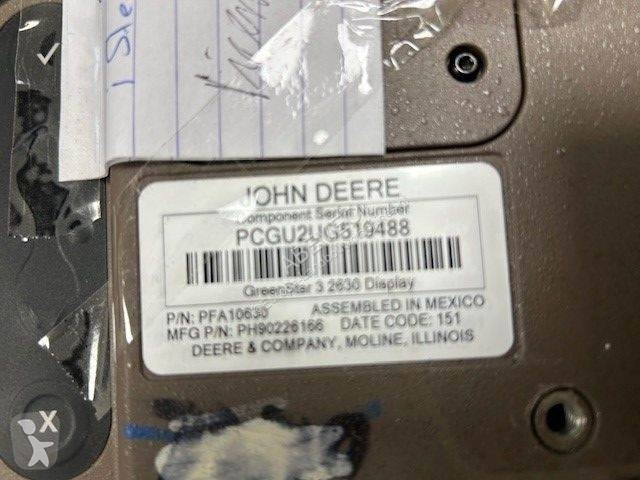 JOHN DEERE
Component Serial Number
PCGU2UG519488
GreenStar 3 2630 Display
P/N: PFA10630 ASSEMBLED IN MEXICO
MFG P/N: PH90226166 DATE CODE: 151
DEERE & COMPANY, MOLINE, ILLINOIS
X